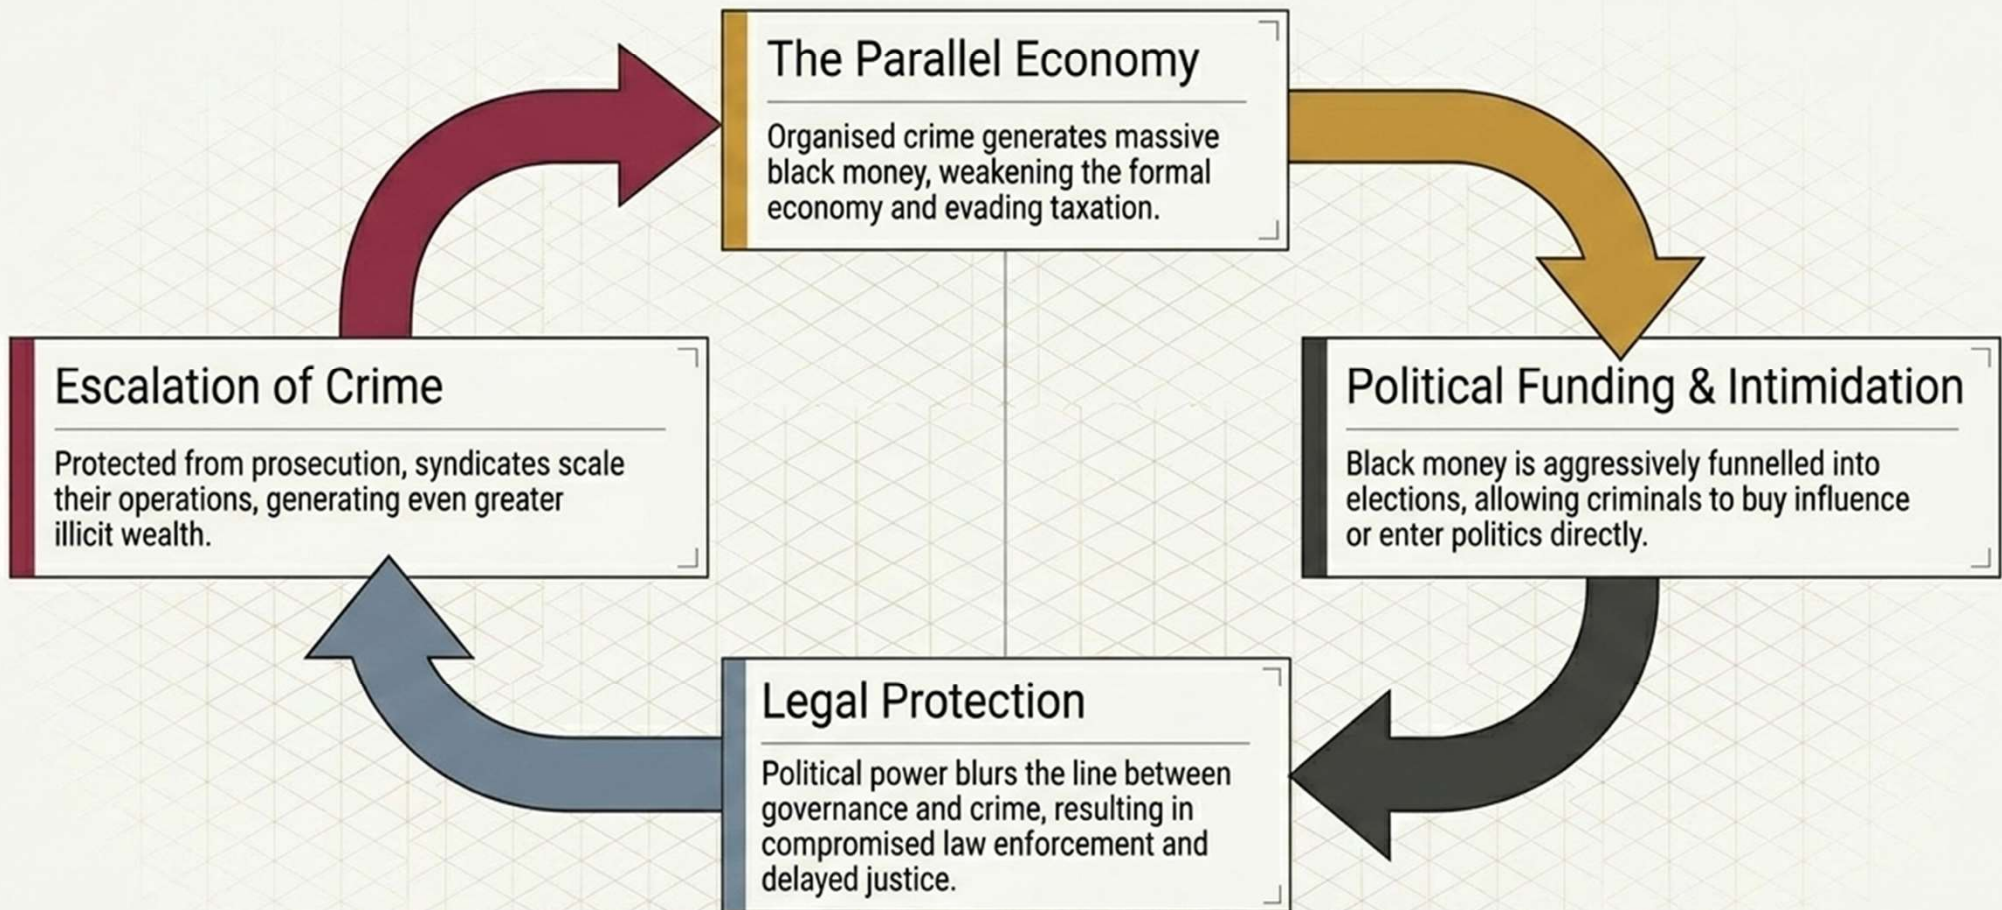 The Parallel Economy
Organised crime generates massive
black money, weakening the formal
economy and evading taxation.
Escalation of Crime
Protected from prosecution, syndicates scale
their operations, generating even greater
illicit wealth.
Political Funding & Intimidation
Black money is aggressively funnelled into
elections, allowing criminals to buy influence
or enter politics directly.
Legal Protection
Political power blurs the line between
governance and crime, resulting in
compromised law enforcement and
delayed justice.